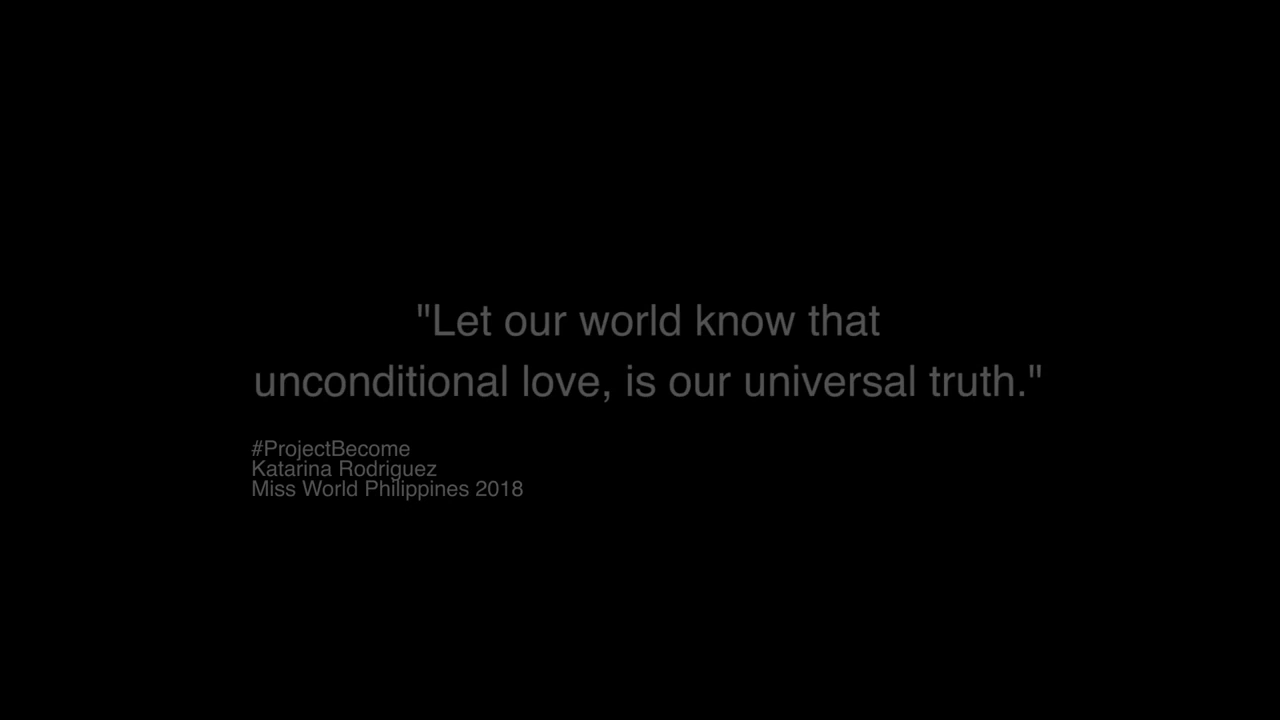 "Let our world know that
unconditional love, is our universal truth."
#ProjectBecome
Katarina Rodriguez
Miss World Philippines 2018